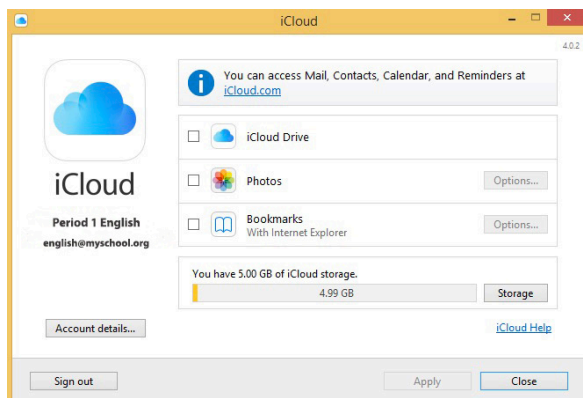 iCloud
4.0.2
You can access Mail, Contacts, Calendar, and Reminders at
iCloud.com
iCloud Drive
iCloud
Photos
Options...
Period 1 English
english@myschool.org
Bookmarks
With Internet Explorer
Options...
You have 5.00 GB of iCloud storage.
4.99 GB
Storage
Account details...
iCloud Help
Sign out
Apply
Close